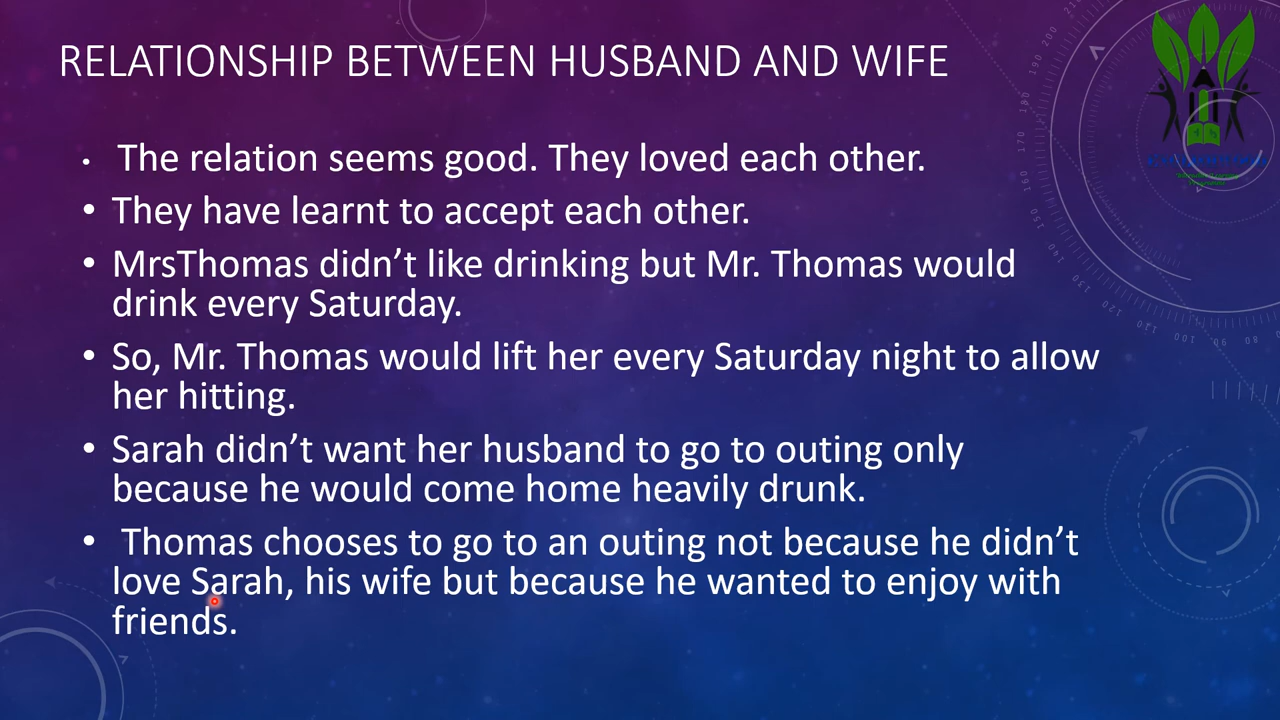 RELATIONSHIP BETWEEN HUSBAND AND WIFE
• The relation seems good. They loved each other.
• They have learnt to accept each other.
• MrsThomas didn’t like drinking but Mr. Thomas would
drink every Saturday.
• So, Mr. Thomas would lift her every Saturday night to allow
her hitting.
• Sarah didn’t want her husband to go to outing only
because he would come home heavily drunk.
• Thomas chooses to go to an outing not because he didn’t
love Sarah, his wife but because he wanted to enjoy with
friends.